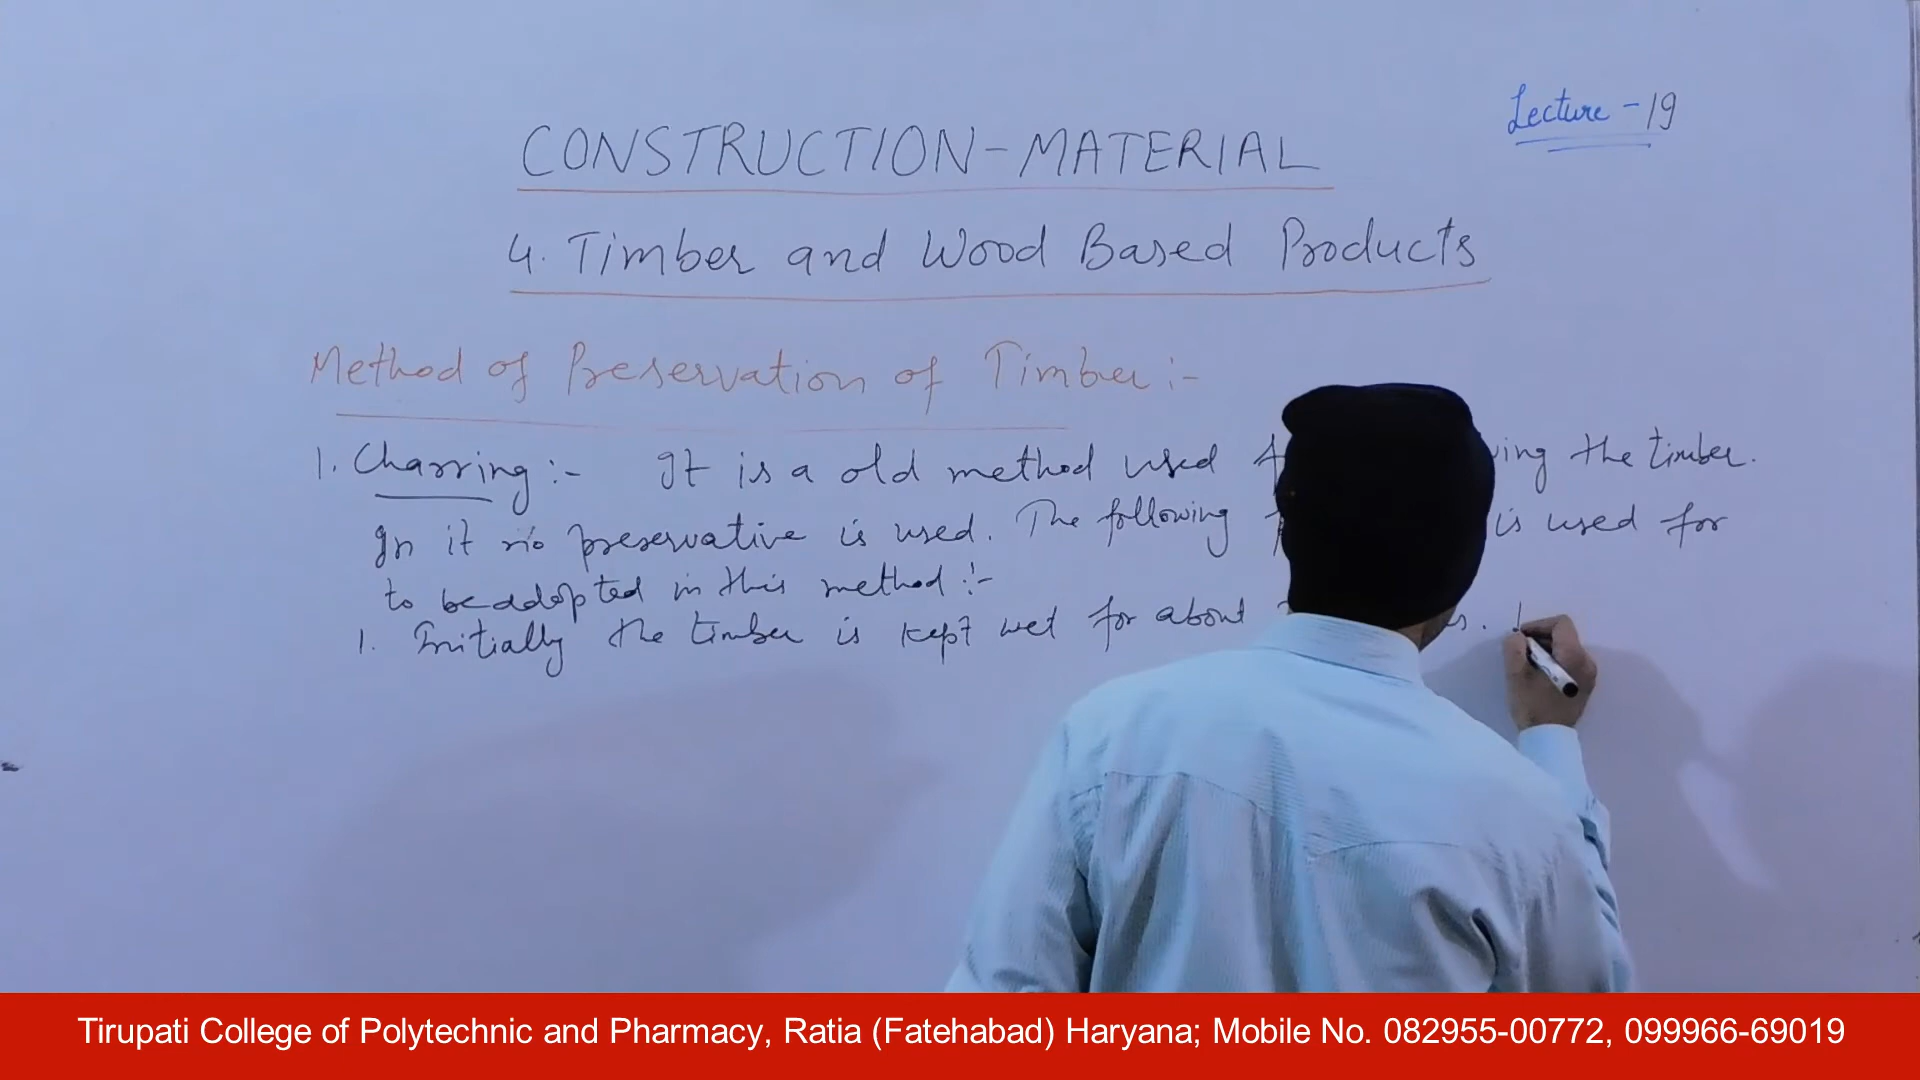 Lecture - 19
CONSTRUCTION-MATERIAL
4. Timber and Wood Based Products
Method of Preservation of Timber :-
1. Charring :- It is a old method used the timber.
In it no preservative is used. The following is used for
to be adopted in this method :-
1. Initially the timber is kept wet for about
Tirupati College of Polytechnic and Pharmacy, Ratia (Fatehabad) Haryana; Mobile No. 082955-00772, 099966-69019